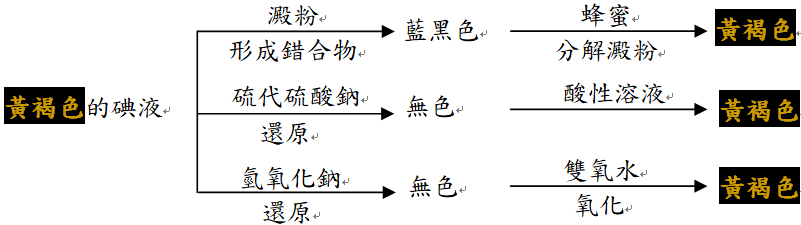 黃褐色的碘液
澱粉
形成錯合物
藍黑色
蜂蜜
分解澱粉
黃褐色
硫代硫酸鈉
還原
無色
酸性溶液
黃褐色
氫氧化鈉
還原
無色
雙氧水
氧化
黃褐色